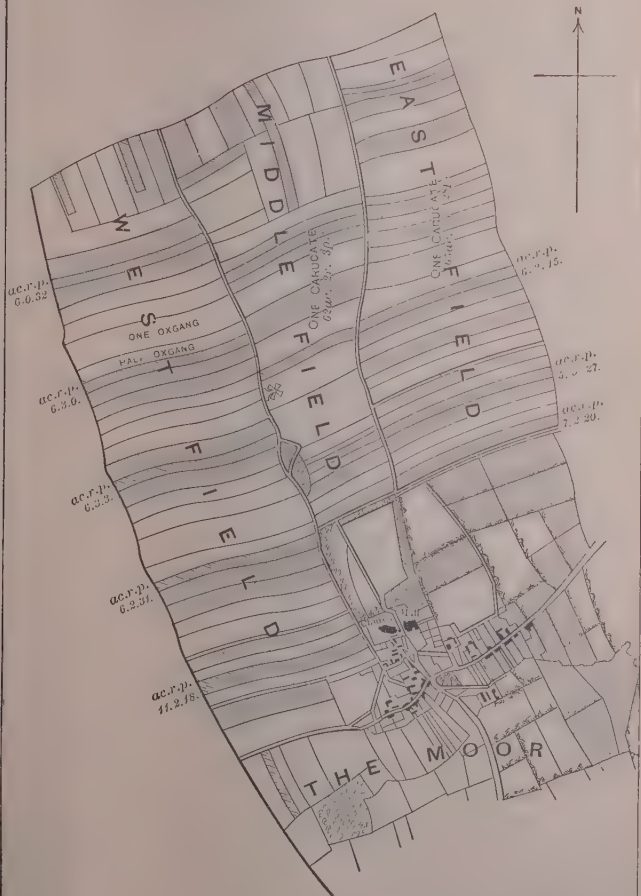 N
EAST FIELD
MIDDLE FIELD
WEST FIELD
ONE CARUCATE
ONE CARUCATE
ONE OXGANG
HALF OXGANG
ac.r.p.
6.0.32
ac.r.p.
6.3.0.
ac.r.p.
6.3.3.
ac.r.p.
6.2.31.
ac.r.p.
11.2.18.
ac.r.p.
ac.r.p.
ac.r.p.
7.2.20.
THE MOOR